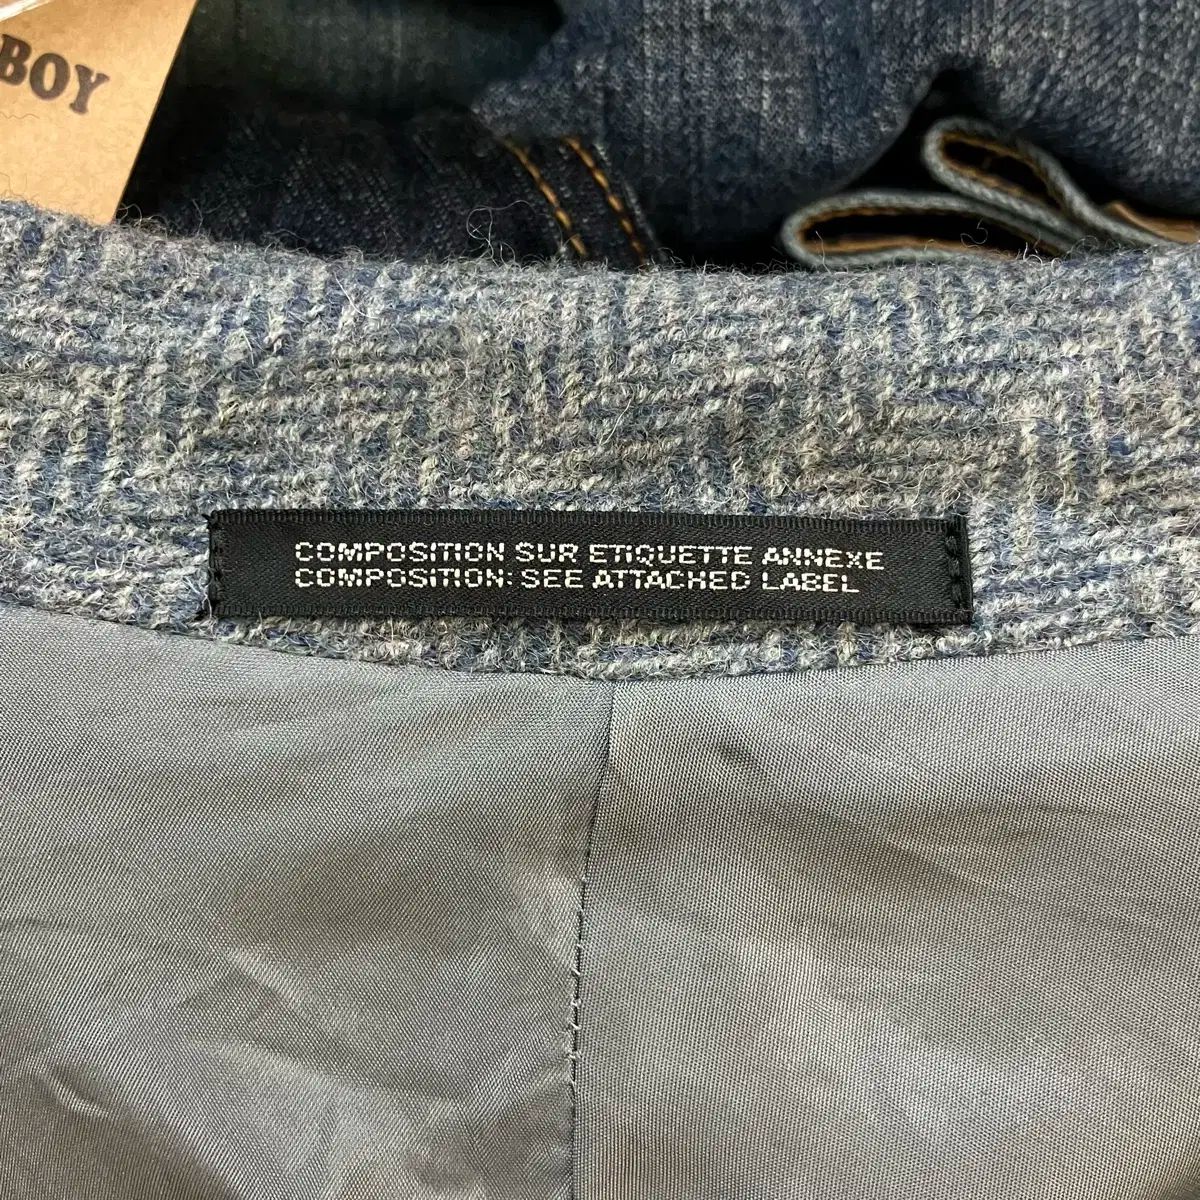 BOY
COMPOSITION SUR ETIQUETTE ANNEXE
COMPOSITION: SEE ATTACHED LABEL